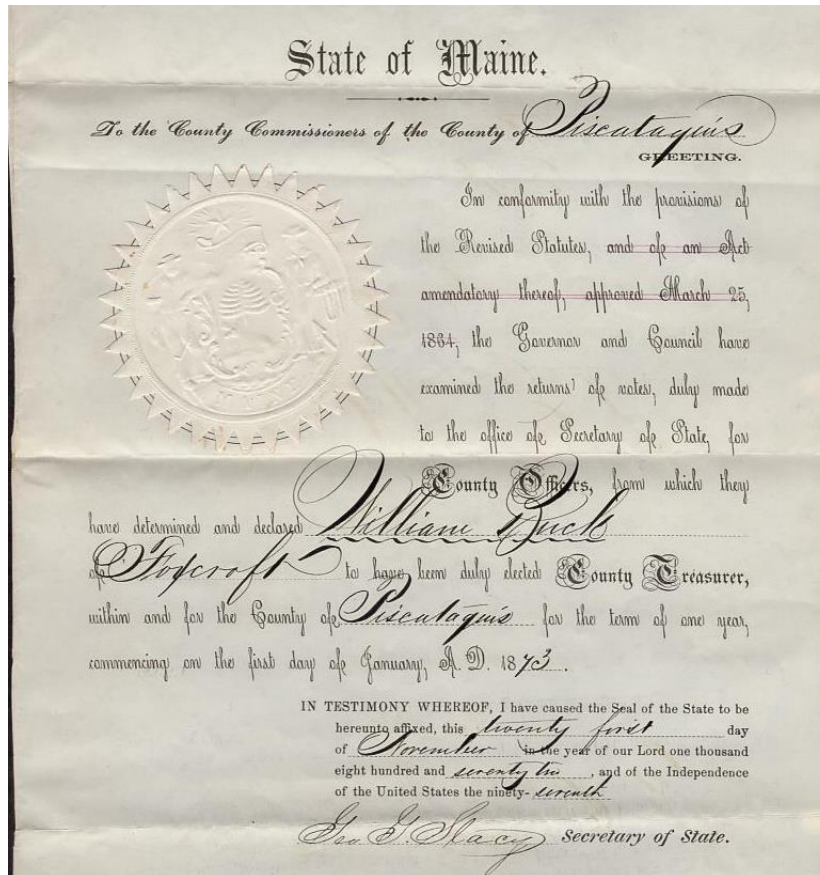 State of Maine.
To the County Commissioners of the County of Piscataquis
GREETING.
In conformity with the provisions of
the Revised Statutes, and of an Act
amendatory thereof, approved March 25,
1864, the Governor and Council have
examined the returns of votes, duly made
to the office of Secretary of State, for
County Officers, from which they
have determined and declared William Buck
of Foxcroft to have been duly elected County Treasurer,
within and for the County of Piscataquis for the term of one year,
commencing on the first day of January, A. D. 1873.
IN TESTIMONY WHEREOF, I have caused the Seal of the State to be
hereunto affixed, this twenty first day
of November in the year of our Lord one thousand
eight hundred and seventy two, and of the Independence
of the United States the ninety-seventh
Geo. G. Stacy Secretary of State.